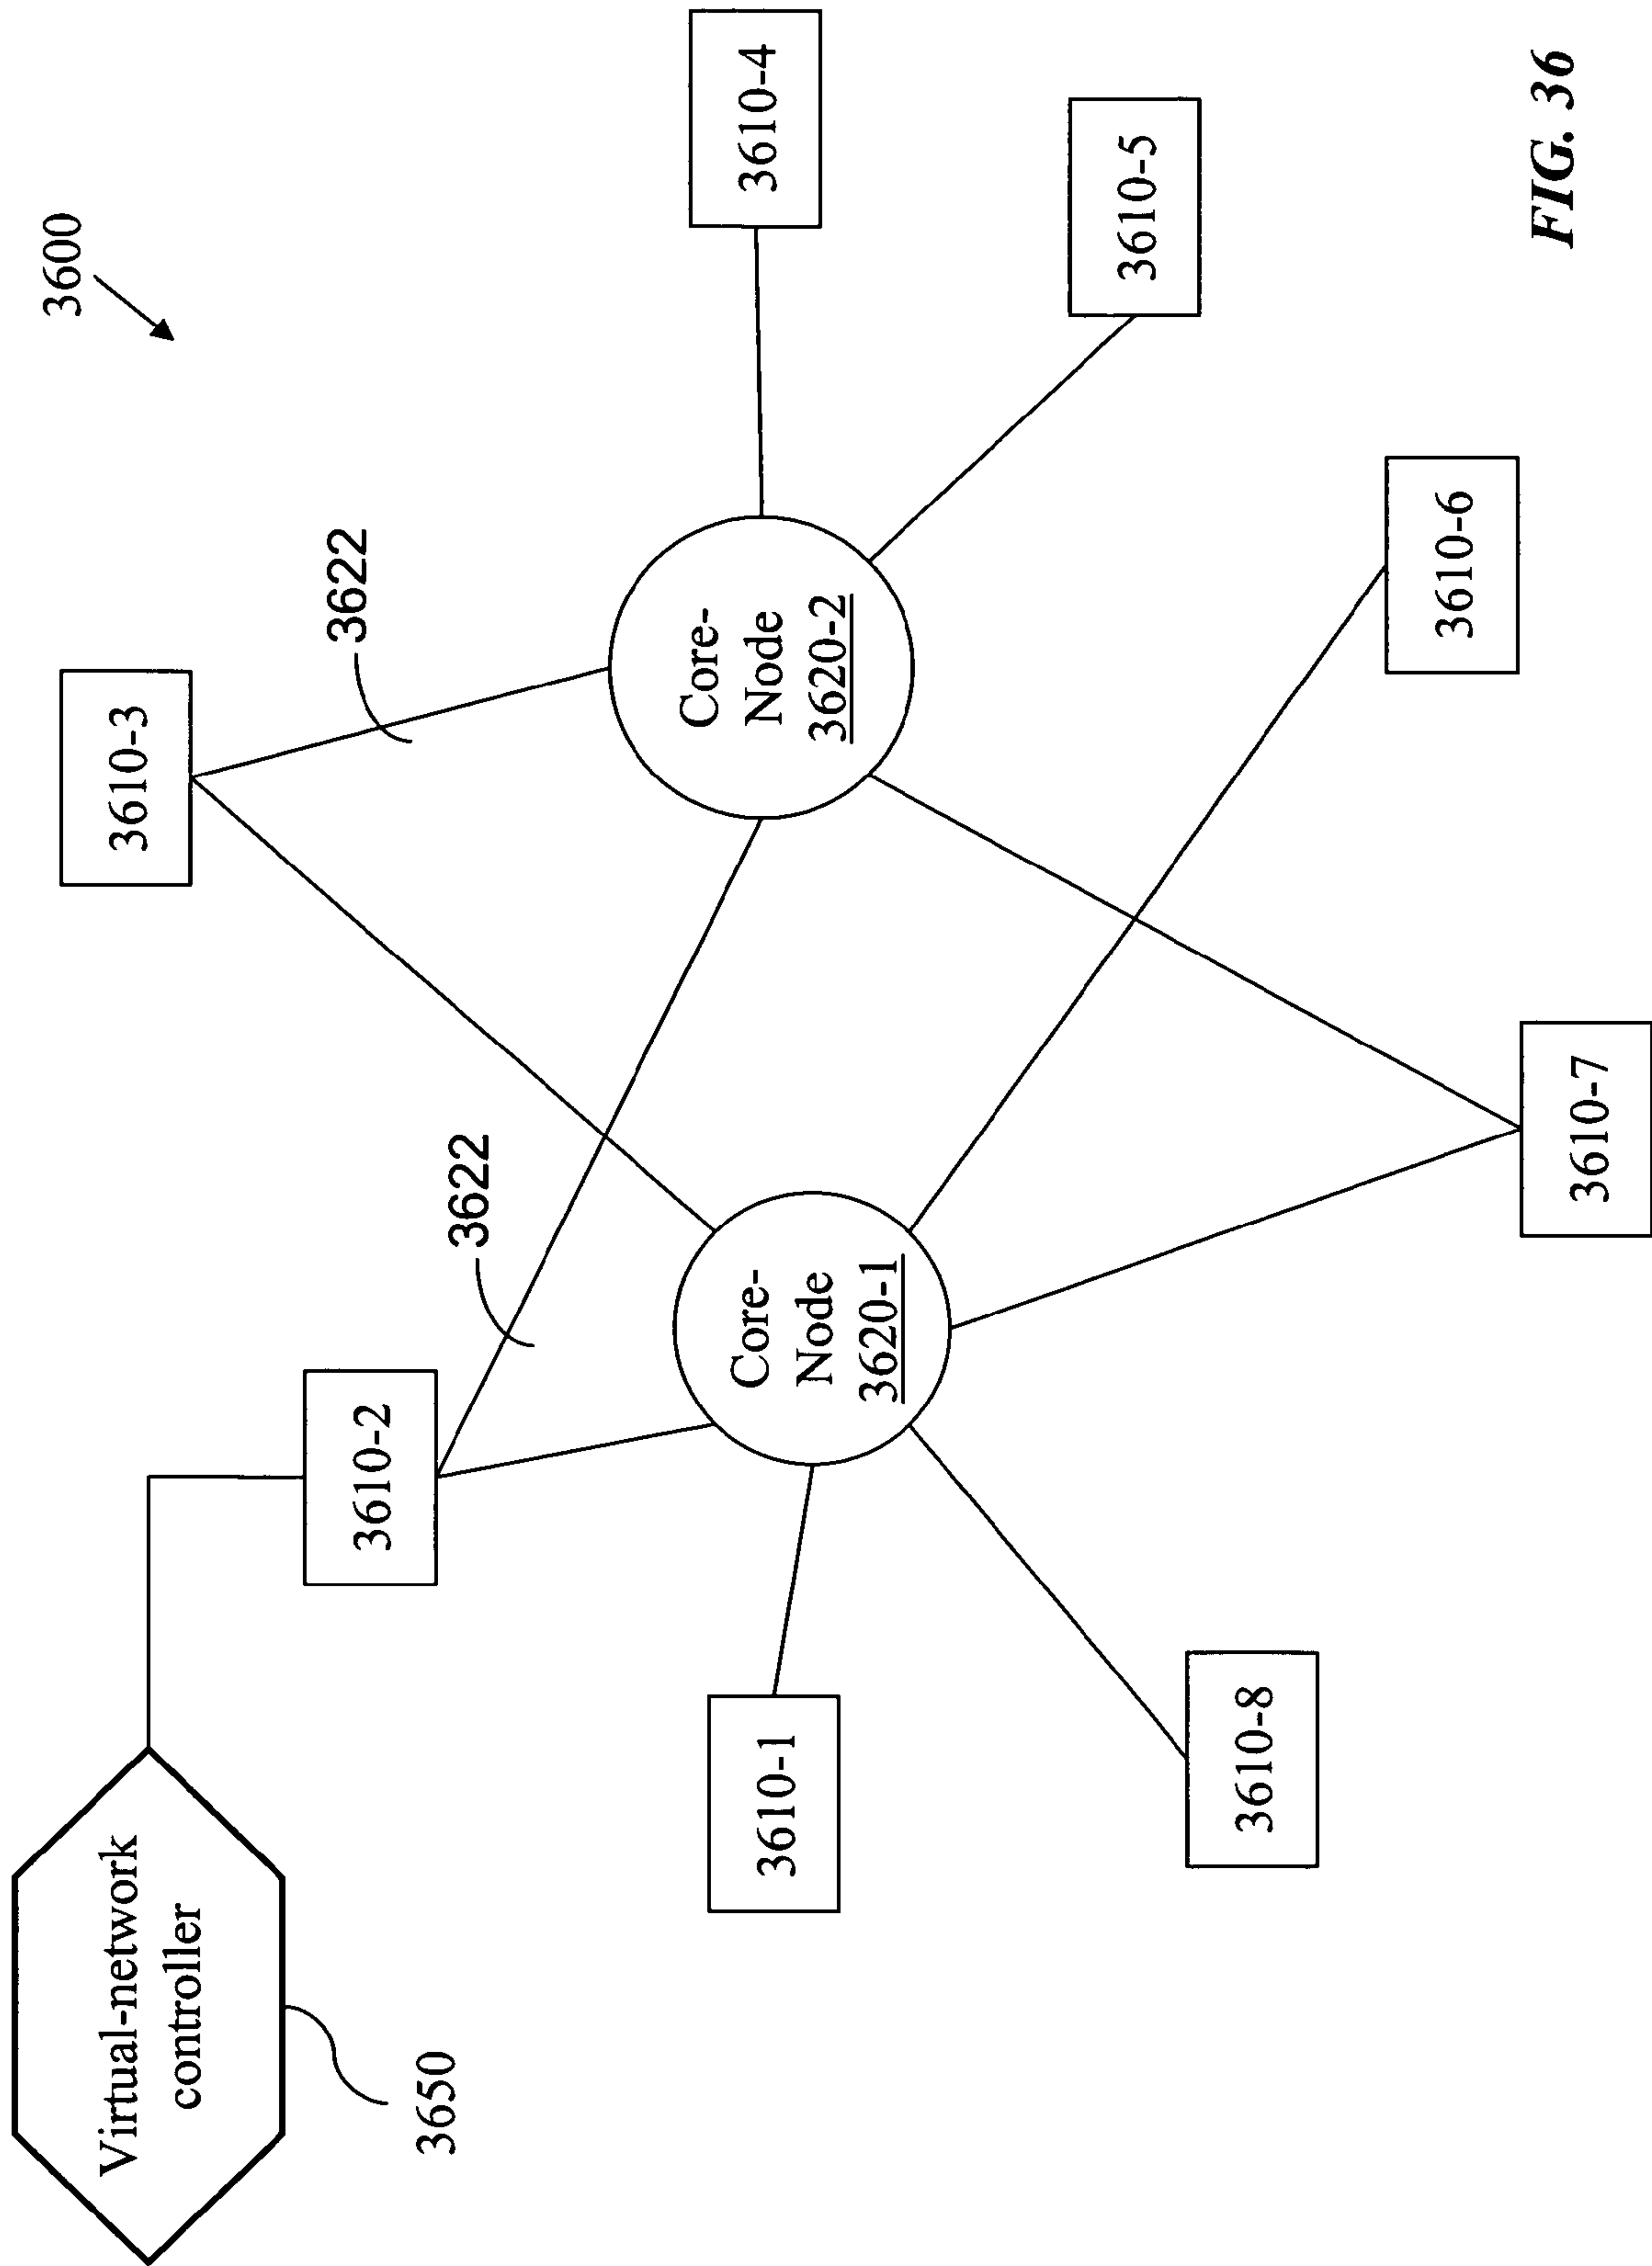 Virtual-network
controller
3650
3600
3610-2
3610-3
3622
3622
3610-1
Core-
Node
3620-1
Core-
Node
3620-2
3610-4
3610-5
3610-8
3610-6
3610-7
FIG. 36